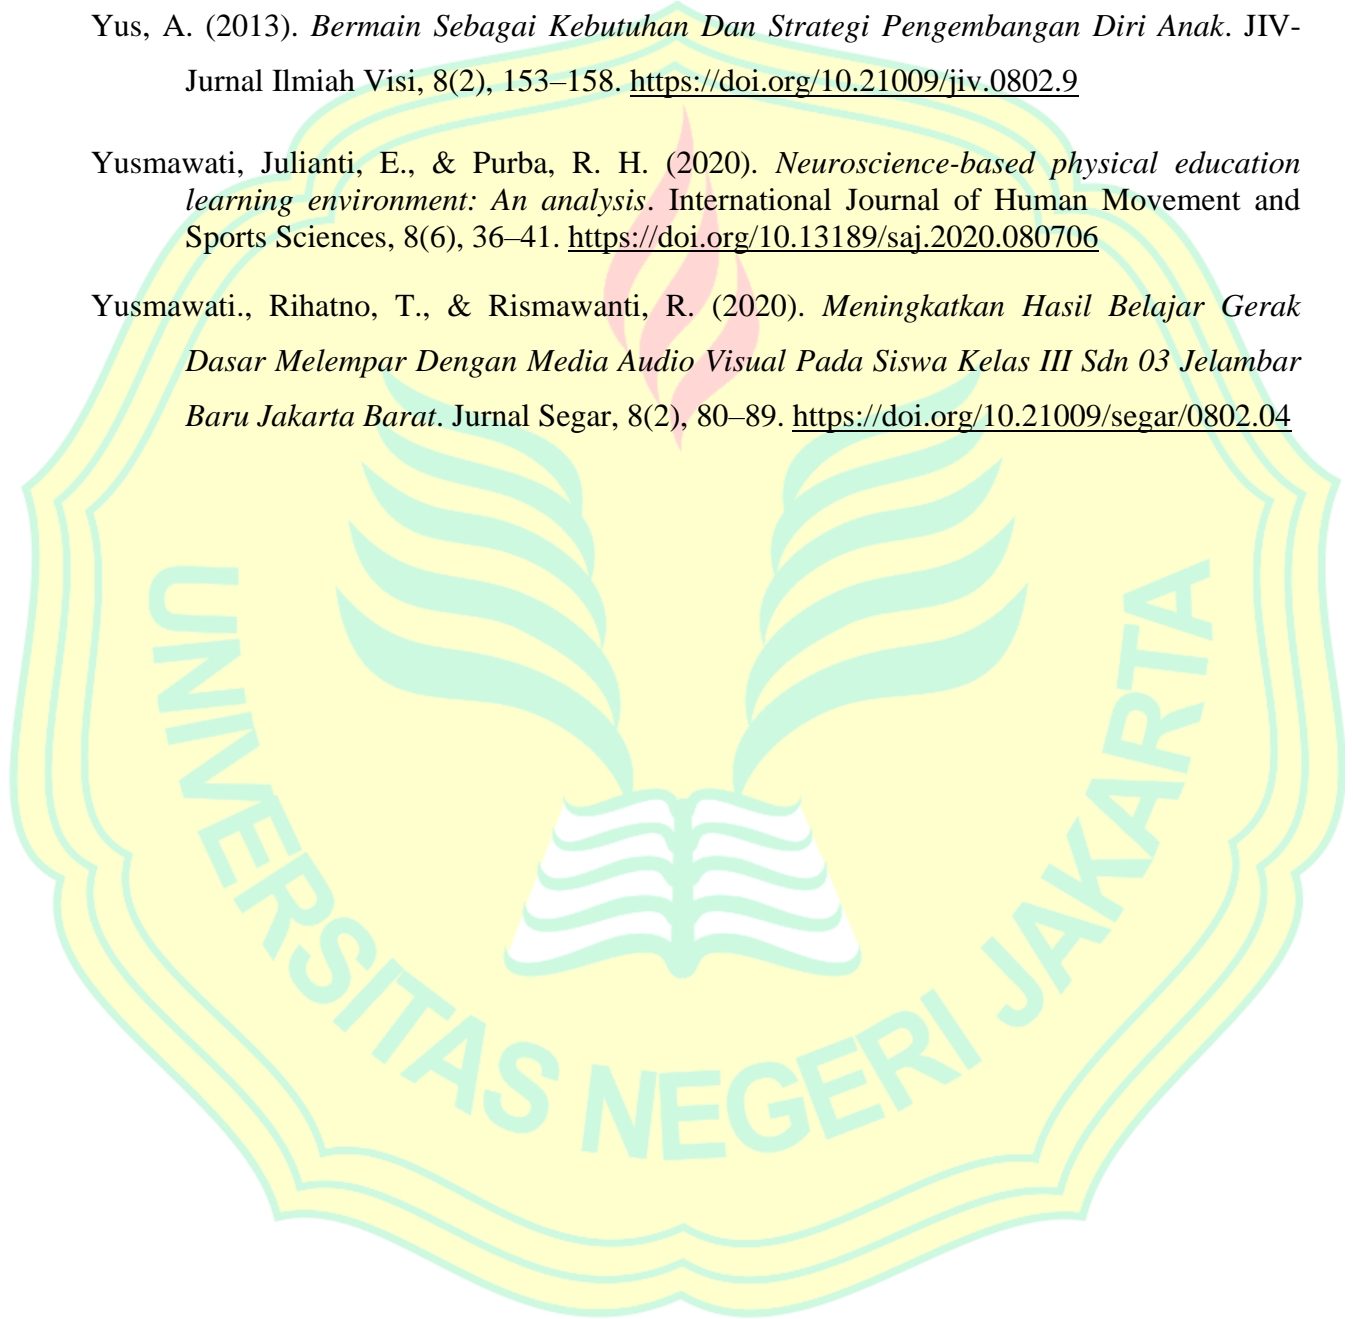 Yus, A. (2013). Bermain Sebagai Kebutuhan Dan Strategi Pengembangan Diri Anak. JIV-
Jurnal Ilmiah Visi, 8(2), 153–158. https://doi.org/10.21009/jiv.0802.9
Yusmawati, Julianti, E., & Purba, R. H. (2020). Neuroscience-based physical education
learning environment: An analysis. International Journal of Human Movement and
Sports Sciences, 8(6), 36–41. https://doi.org/10.13189/saj.2020.080706
Yusmawati., Rihatno, T., & Rismawanti, R. (2020). Meningkatkan Hasil Belajar Gerak
Dasar Melempar Dengan Media Audio Visual Pada Siswa Kelas III Sdn 03 Jelambar
Baru Jakarta Barat. Jurnal Segar, 8(2), 80–89. https://doi.org/10.21009/segar/0802.04
UNIVERSITAS NEGERI JAKARTA